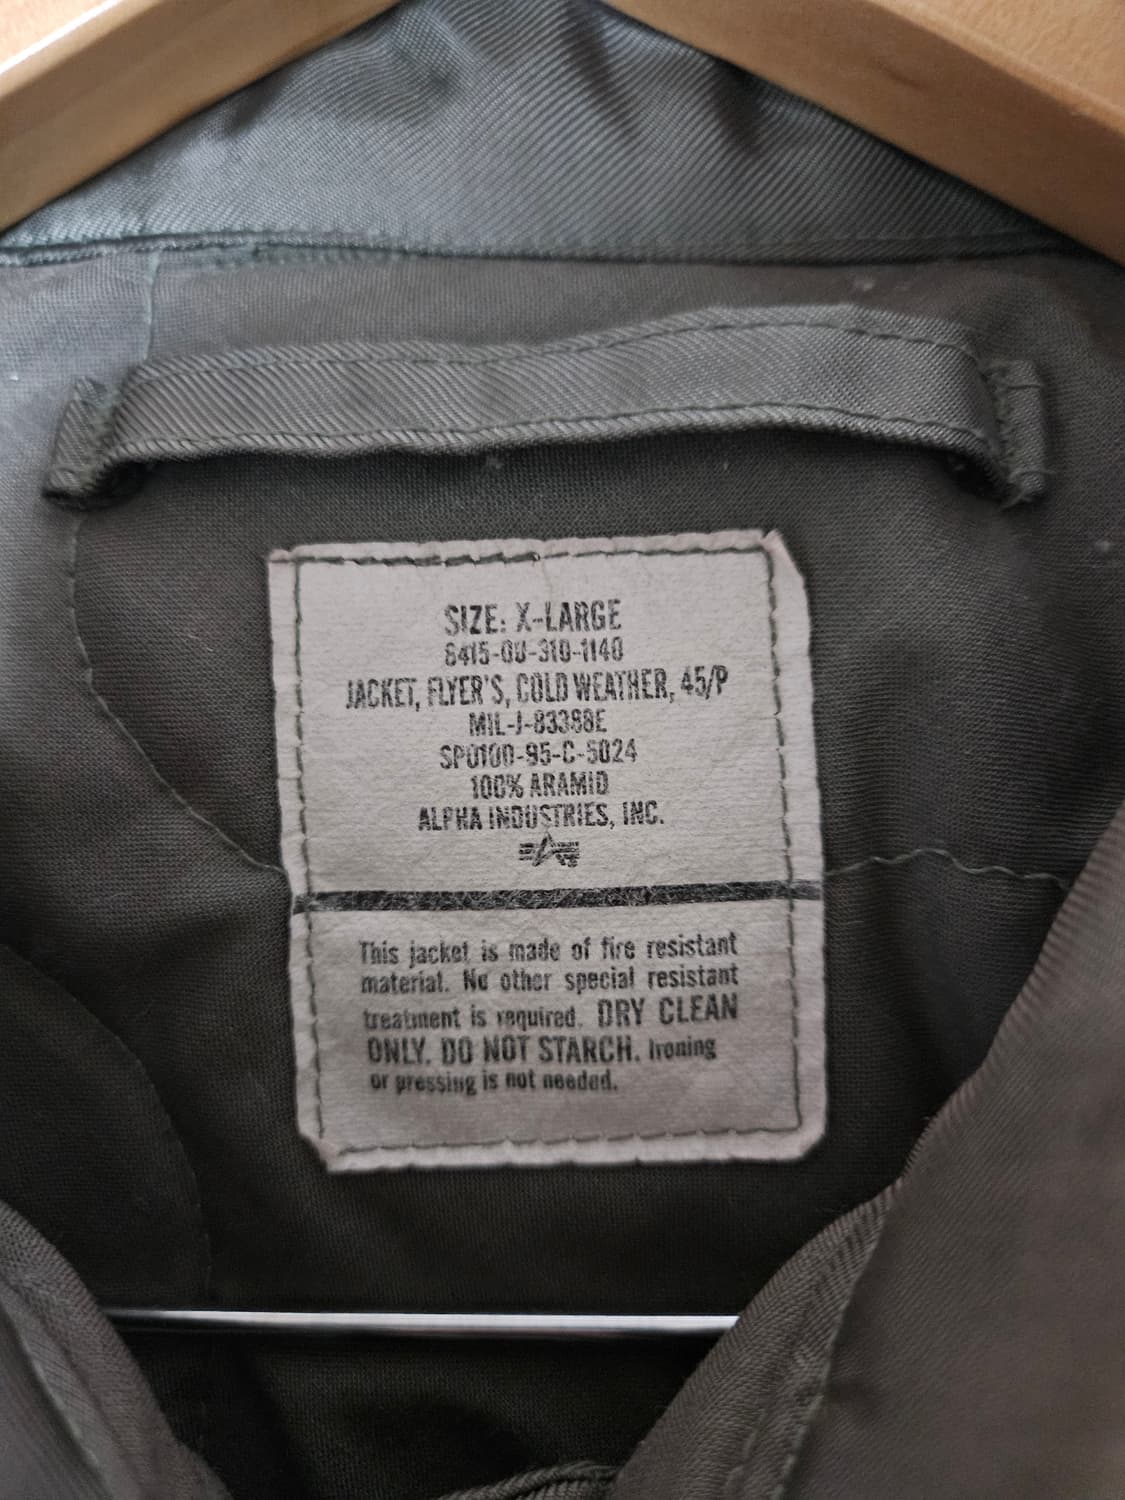 SIZE: X-LARGE
8415-00-310-1140
JACKET, FLYER'S, COLD WEATHER, 45/P
MIL-J-83388E
SPO100-95-C-5024
100% ARAMID
ALPHA INDUSTRIES, INC.
This jacket is made of fire resistant
material. No other special resistant
treatment is required. DRY CLEAN
ONLY. DO NOT STARCH. Ironing
or pressing is not needed.